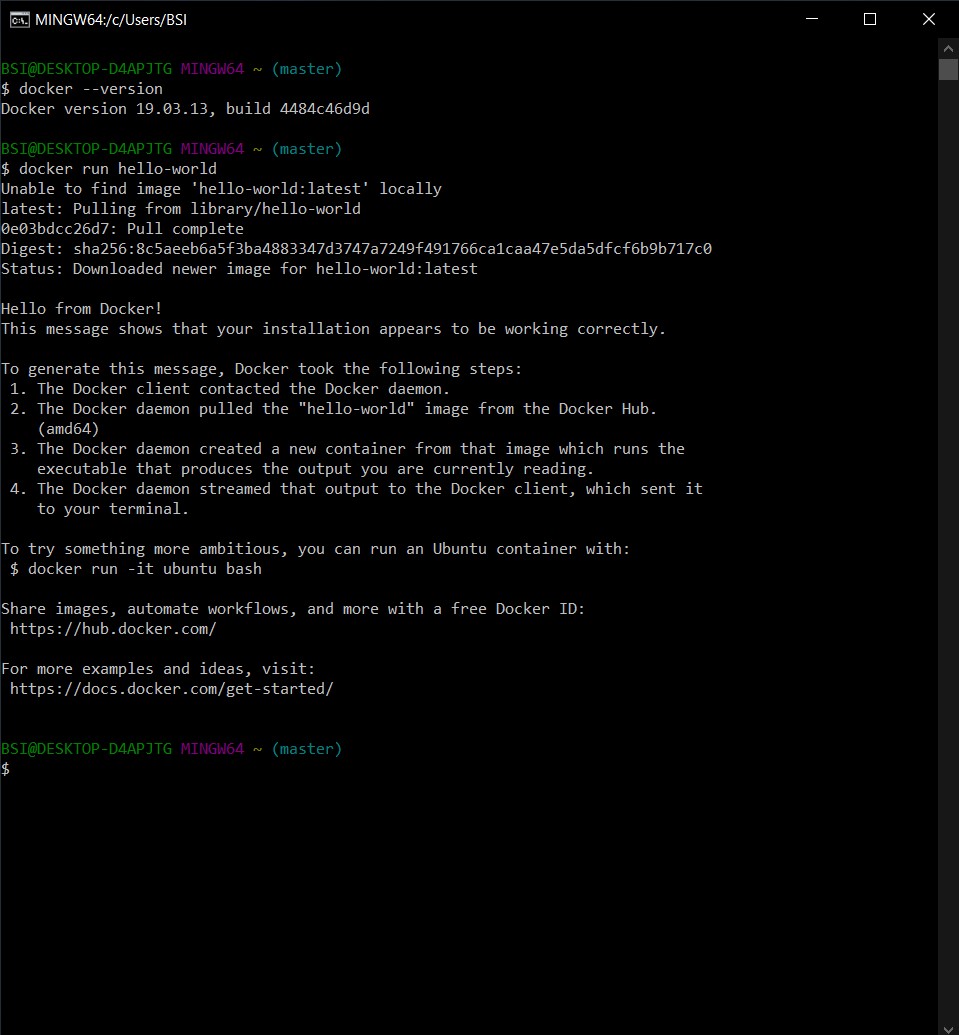 MINGW64:/c/Users/BSI
BSI@DESKTOP-D4APJTG MINGW64 ~ (master)
$ docker --version
Docker version 19.03.13, build 4484c46d9d
BSI@DESKTOP-D4APJTG MINGW64 ~ (master)
$ docker run hello-world
Unable to find image 'hello-world:latest' locally
latest: Pulling from library/hello-world
0e03bdcc26d7: Pull complete
Digest: sha256:8c5aeeb6a5f3ba4883347d3747a7249f491766ca1caa47e5da5dfcf6b9b717c0
Status: Downloaded newer image for hello-world:latest
Hello from Docker!
This message shows that your installation appears to be working correctly.
To generate this message, Docker took the following steps:
1. The Docker client contacted the Docker daemon.
2. The Docker daemon pulled the "hello-world" image from the Docker Hub.
(amd64)
3. The Docker daemon created a new container from that image which runs the
executable that produces the output you are currently reading.
4. The Docker daemon streamed that output to the Docker client, which sent it
to your terminal.
To try something more ambitious, you can run an Ubuntu container with:
$ docker run -it ubuntu bash
Share images, automate workflows, and more with a free Docker ID:
https://hub.docker.com/
For more examples and ideas, visit:
https://docs.docker.com/get-started/
BSI@DESKTOP-D4APJTG MINGW64 ~ (master)
$